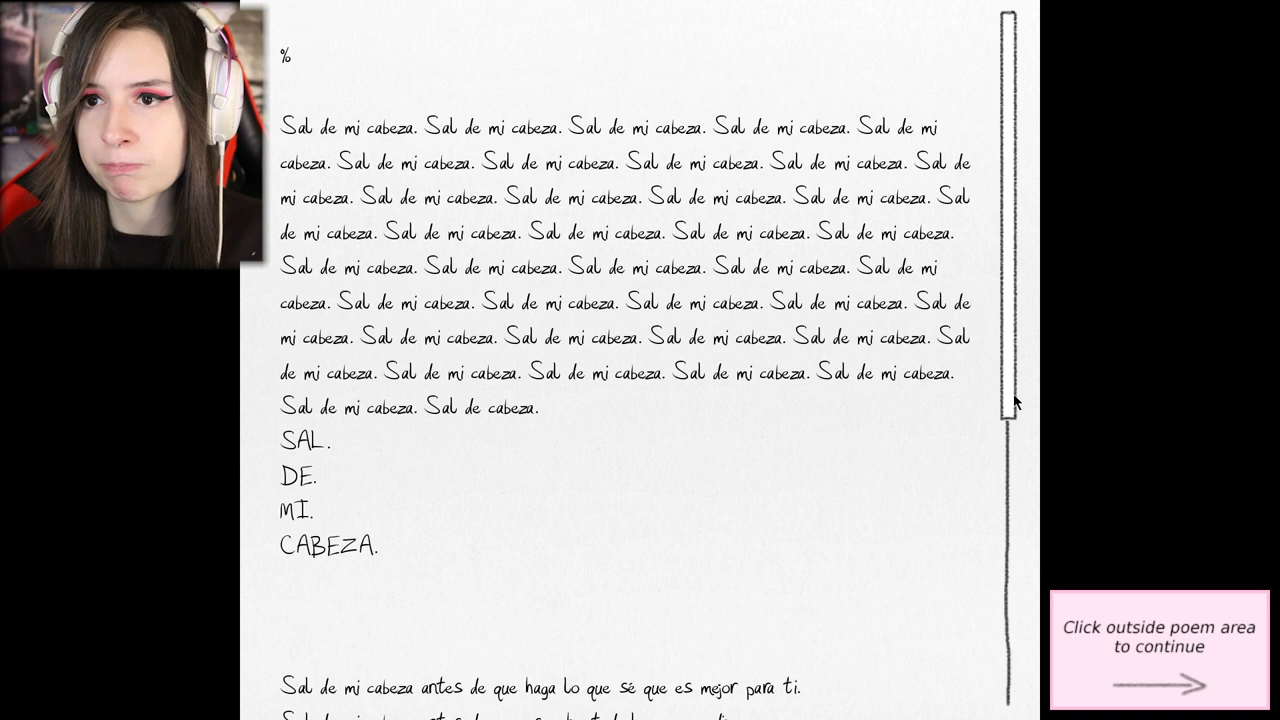 %
Sal de mi cabeza. Sal de mi cabeza. Sal de mi cabeza. Sal de mi cabeza. Sal de mi
cabeza. Sal de mi cabeza. Sal de mi cabeza. Sal de mi cabeza. Sal de mi cabeza. Sal de
mi cabeza. Sal de mi cabeza. Sal de mi cabeza. Sal de mi cabeza. Sal de mi cabeza. Sal
de mi cabeza. Sal de mi cabeza. Sal de mi cabeza. Sal de mi cabeza. Sal de mi cabeza.
Sal de mi cabeza. Sal de mi cabeza. Sal de mi cabeza. Sal de mi cabeza. Sal de mi
cabeza. Sal de mi cabeza. Sal de mi cabeza. Sal de mi cabeza. Sal de mi cabeza. Sal de
mi cabeza. Sal de mi cabeza. Sal de mi cabeza. Sal de mi cabeza. Sal de mi cabeza. Sal
de mi cabeza. Sal de mi cabeza. Sal de mi cabeza. Sal de mi cabeza. Sal de mi cabeza.
Sal de mi cabeza. Sal de cabeza.
SAL.
DE.
MI.
CABEZA.
Sal de mi cabeza antes de que haga lo que sé que es mejor para ti.
Click outside poem area
to continue